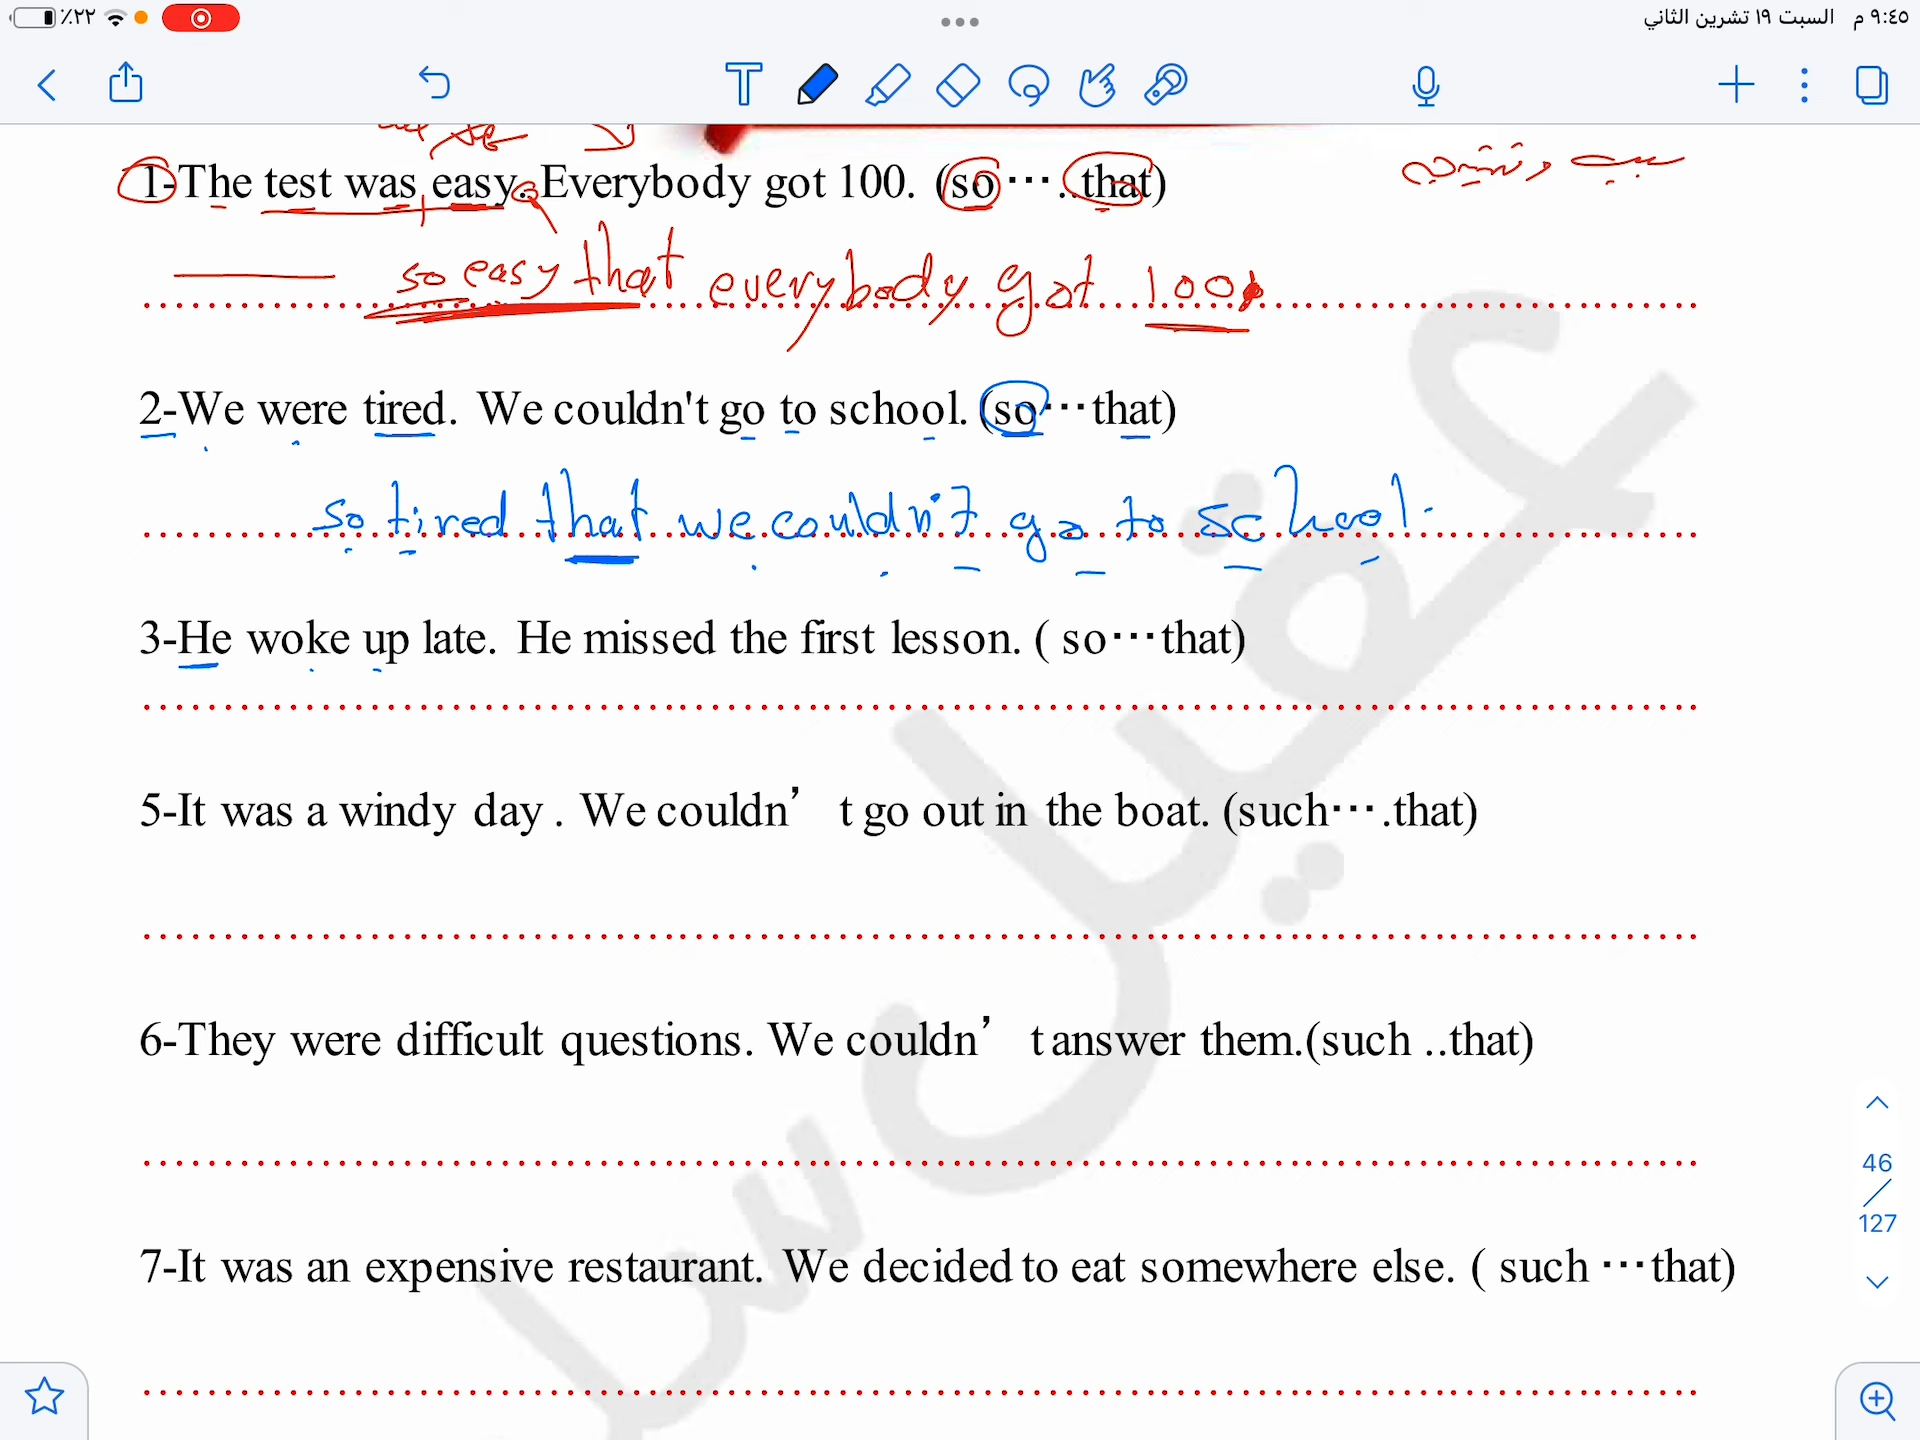 ٪٢٢
٩:٤٥ م السبت ١٩ تشرين الثاني
1-The test was easy. Everybody got 100. (so…..that)
سبب ونتيجة
so easy that everybody got 100.
2-We were tired. We couldn't go to school. (so…that)
so tired that we couldn't go to school.
3-He woke up late. He missed the first lesson. ( so…that)
5-It was a windy day . We couldn’t go out in the boat. (such….that)
6-They were difficult questions. We couldn’t answer them.(such ..that)
46
/
127
7-It was an expensive restaurant. We decided to eat somewhere else. ( such …that)